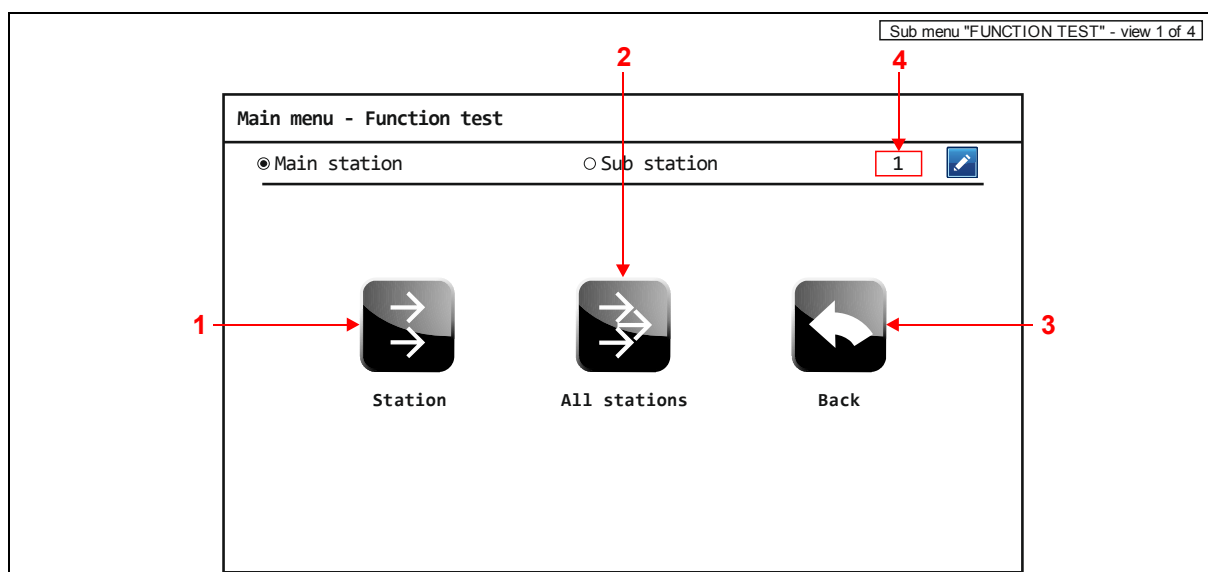 Sub menu "FUNCTION TEST" - view 1 of 4
2
4
Main menu - Function test
Main station
Sub station
1
1
3
Station
All stations
Back